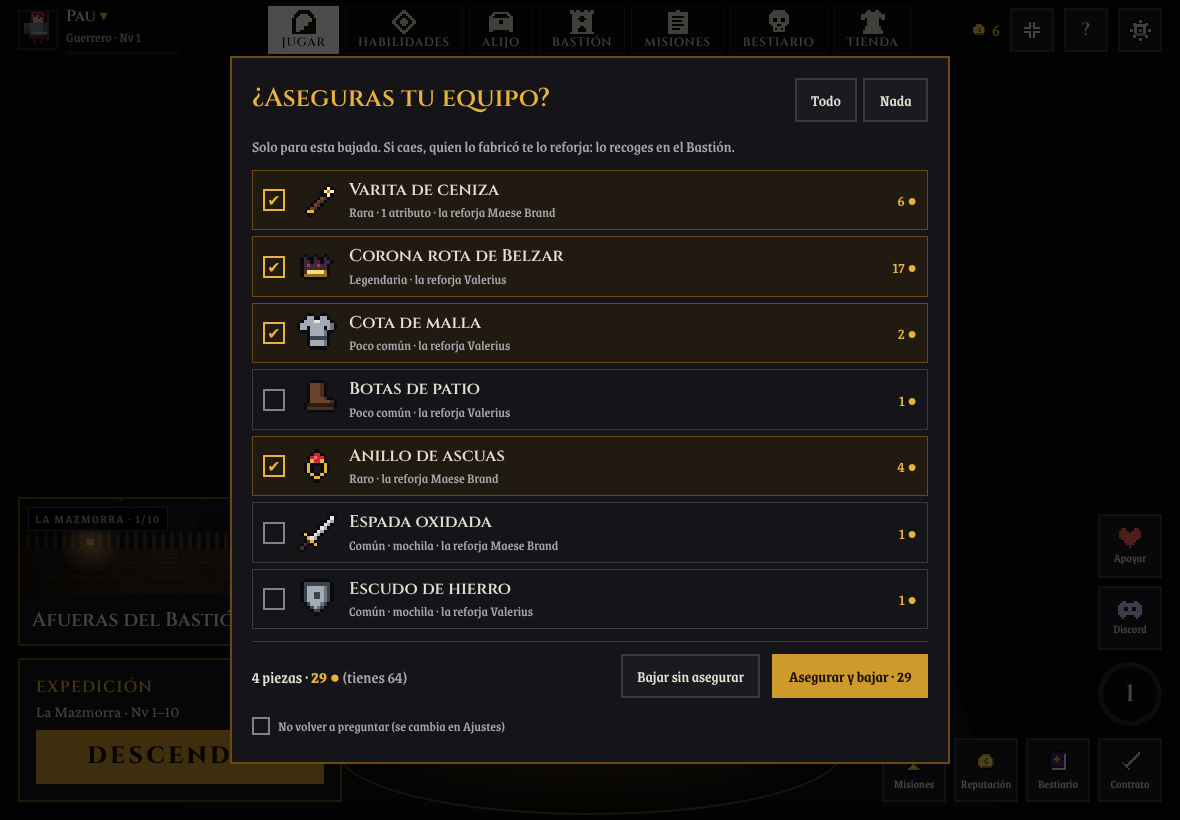 Pau ▼
Guerrero · Nv 1
JUGAR
HABILIDADES
ALIJO
BASTIÓN
MISIONES
BESTIARIO
TIENDA
6
?
¿Aseguras tu equipo?
Todo
Nada
Solo para esta bajada. Si caes, quien lo fabricó te lo reforja: lo recoges en el Bastión.
Varita de ceniza
Rara · 1 atributo · la reforja Maese Brand
6
Corona rota de Belzar
Legendaria · la reforja Valerius
17
Cota de malla
Poco común · la reforja Valerius
2
Botas de patio
Poco común · la reforja Valerius
1
Anillo de ascuas
Raro · la reforja Maese Brand
4
Espada oxidada
Común · mochila · la reforja Maese Brand
1
Escudo de hierro
Común · mochila · la reforja Valerius
1
4 piezas · 29 ● (tienes 64)
Bajar sin asegurar
Asegurar y bajar · 29
No volver a preguntar (se cambia en Ajustes)
LA MAZMORRA · 1/10
Afueras del Bastió
EXPEDICIÓN
La Mazmorra · Nv 1–10
DESCEND
Apoyar
Discord
1
Misiones
Reputación
Bestiario
Contrato